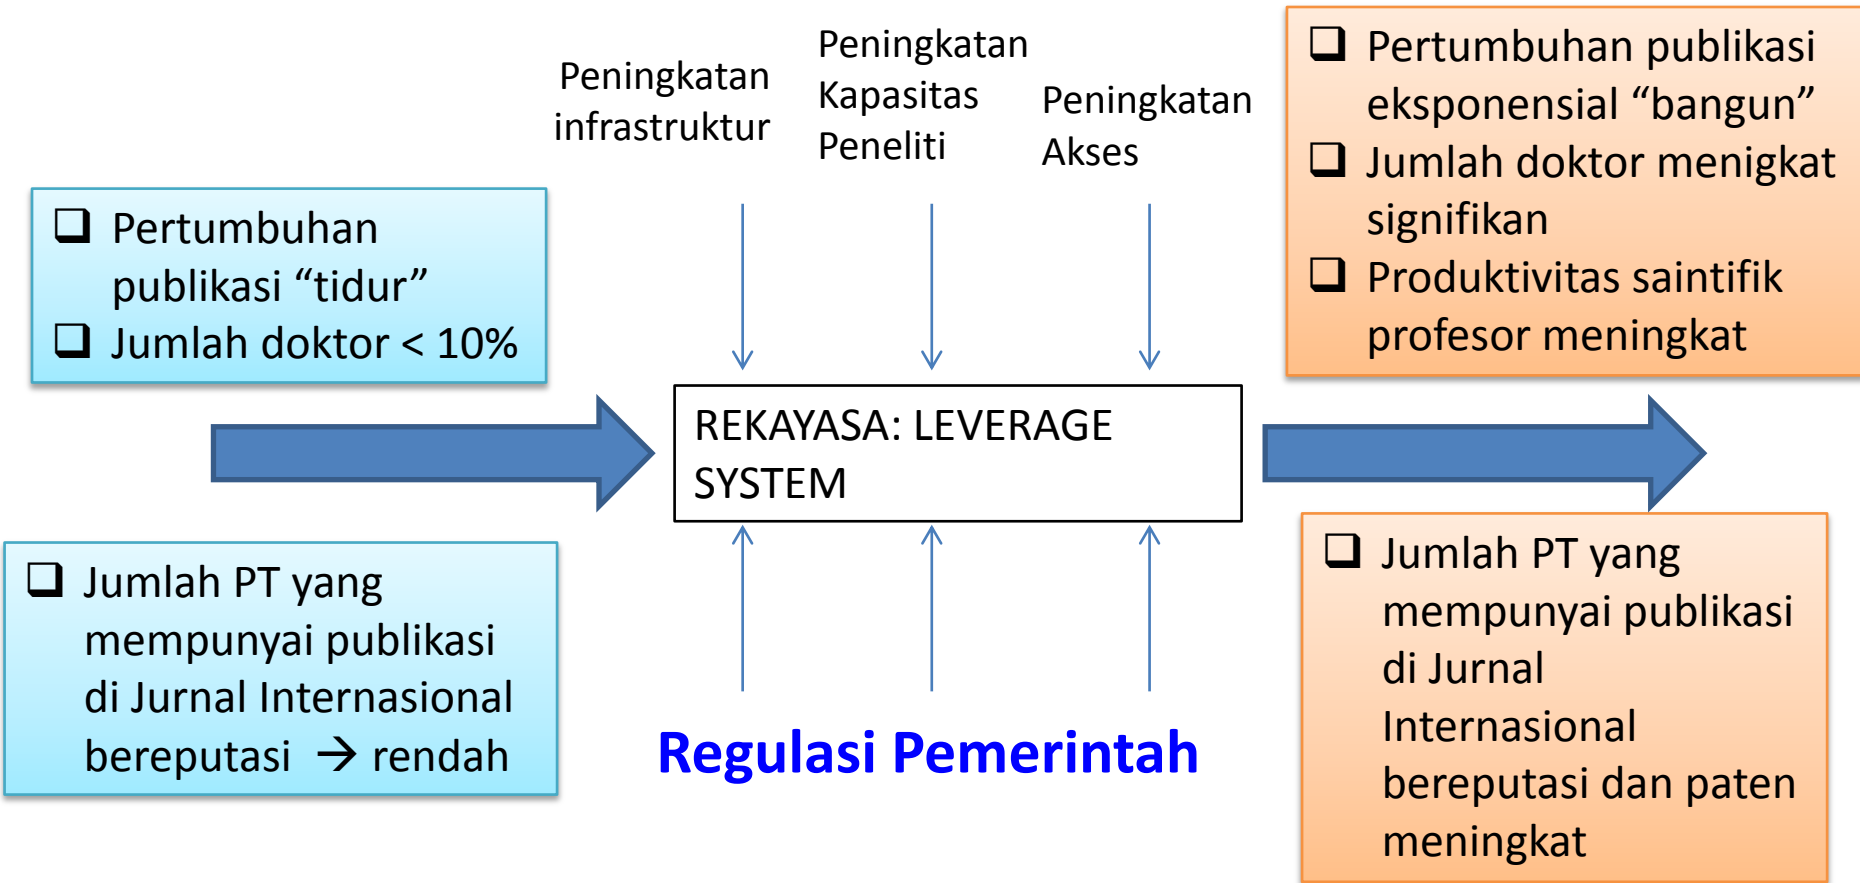 Peningkatan
infrastruktur
Peningkatan
Kapasitas
Peneliti
Peningkatan
Akses
❑ Pertumbuhan
publikasi “tidur”
❑ Jumlah doktor < 10%
❑ Jumlah PT yang
mempunyai publikasi
di Jurnal Internasional
bereputasi → rendah
REKAYASA: LEVERAGE
SYSTEM
Regulasi Pemerintah
❑ Pertumbuhan publikasi
eksponensial “bangun”
❑ Jumlah doktor menigkat
signifikan
❑ Produktivitas saintifik
profesor meningkat
❑ Jumlah PT yang
mempunyai publikasi
di Jurnal
Internasional
bereputasi dan paten
meningkat